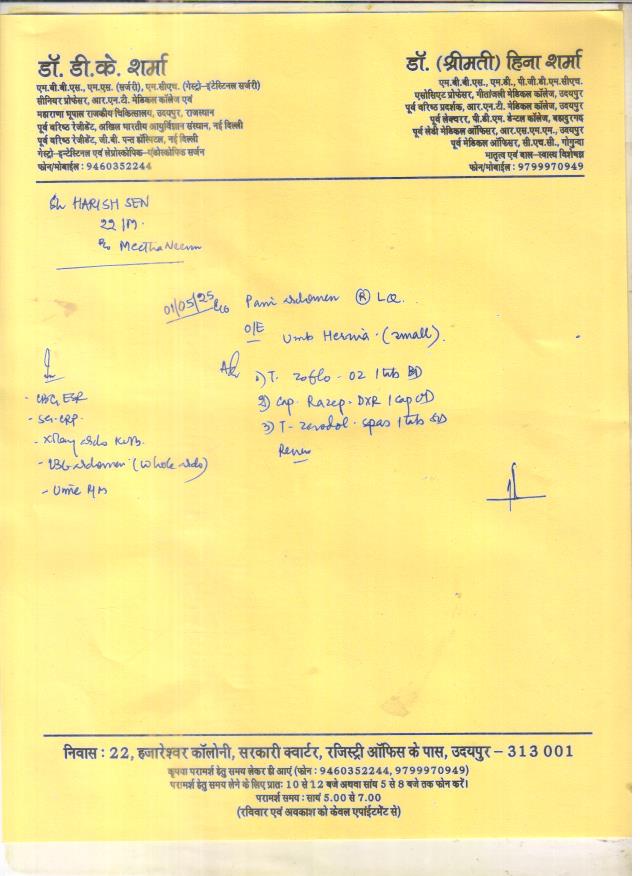 डॉ. डी.के. शर्मा
एम.बी.बी.एस., एम.एस. (सर्जरी), एम.सीएच. (गेस्ट्रो-इंटेस्टिनल सर्जरी)
सीनियर प्रोफेसर, आर.एन.टी. मेडिकल कॉलेज एवं
महाराणा भूपाल राजकीय चिकित्सालय, उदयपुर, राजस्थान
पूर्व वरिष्ठ रेजीडेंट, अखिल भारतीय आयुर्विज्ञान संस्थान, नई दिल्ली
पूर्व वरिष्ठ रेजीडेंट, जी.बी. पन्त हॉस्पिटल, नई दिल्ली
गेस्ट्रो-इन्टेस्टिनल एवं लेप्रोस्कोपिक-एंडोस्कोपिक सर्जन
फोन/मोबाईल : 9460352244
डॉ. (श्रीमती) हिना शर्मा
एम.बी.बी.एस., एम.डी., पी.जी.डी.एम.सीएच.
एसोसिएट प्रोफेसर, गीतांजली मेडिकल कॉलेज, उदयपुर
पूर्व वरिष्ठ प्रदर्शक, आर.एन.टी. मेडिकल कॉलेज, उदयपुर
पूर्व लेक्चरर, पी.डी.एम. डेन्टल कॉलेज, बहादुरगढ़
पूर्व लेडी मेडिकल ऑफिसर, आर.एस.एम.एम., उदयपुर
पूर्व मेडिकल ऑफिसर, सी.एच.सी., गोगुन्दा
मातृत्व एवं बाल-स्वास्थ्य विशेषज्ञ
फोन/मोबाईल : 9799970949
Sh HARISH SEN
22/M.
R/o Meetha Neem
01/05/25 C/o Pain abdomen (R) LQ.
O/E Umb Hernia. (small).
1) T. zoflo - OZ 1 tab BD
2) Cap. Razep - DXR 1 cap OD
3) T - zerodol - spas 1 tab
Review
- CBC, ESR
- SCRP
- Xray abdo KUB.
- USG abdomen (whole abdo)
- Urine R/M
निवास : 22, हजारेश्वर कॉलोनी, सरकारी क्वार्टर, रजिस्ट्री ऑफिस के पास, उदयपुर – 313 001
कृपया परामर्श हेतु समय लेकर ही आएं (फोन : 9460352244, 9799970949)
परामर्श हेतु समय लेने के लिए प्रातः 10 से 12 बजे अथवा सांय 5 से 8 बजे तक फोन करें।
परामर्श समय : सायं 5.00 से 7.00
(रविवार एवं अवकाश को केवल एपांईटमेंट से)